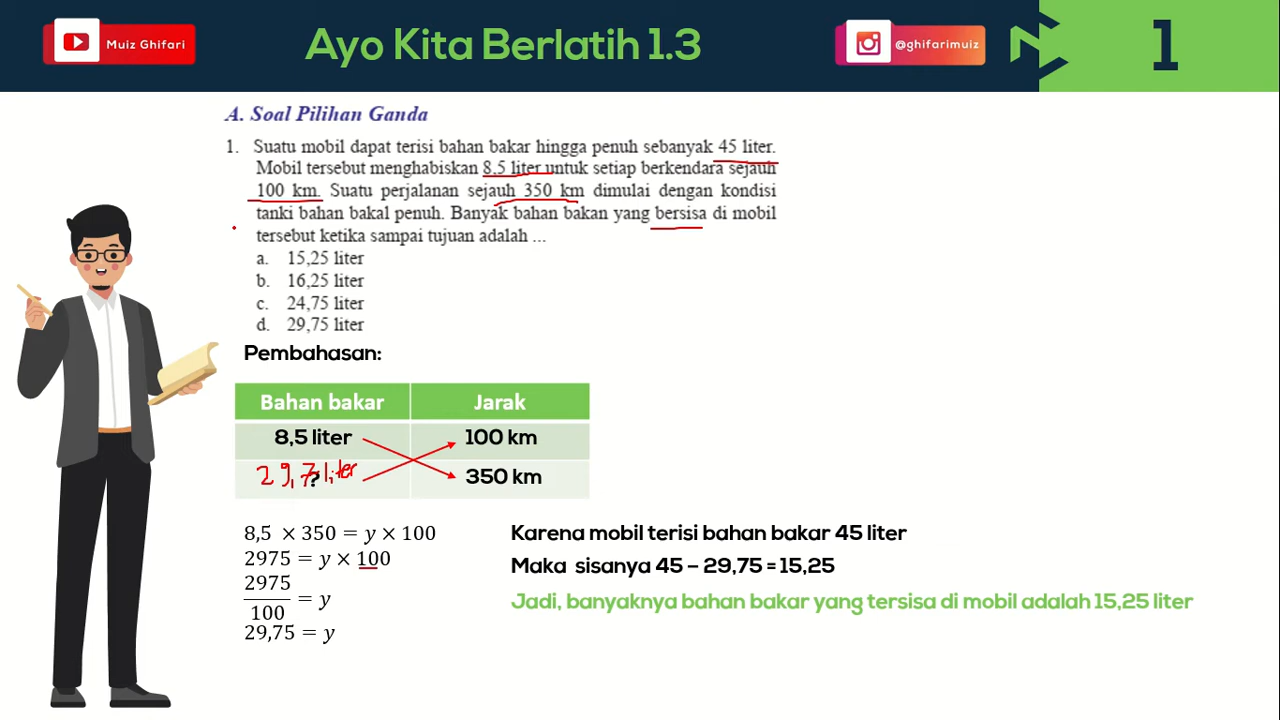 Muiz Ghifari
Ayo Kita Berlatih 1.3
@ghifarimuiz
1
A. Soal Pilihan Ganda
1. Suatu mobil dapat terisi bahan bakar hingga penuh sebanyak 45 liter.
Mobil tersebut menghabiskan 8,5 liter untuk setiap berkendara sejauh
100 km. Suatu perjalanan sejauh 350 km dimulai dengan kondisi
tanki bahan bakal penuh. Banyak bahan bakan yang bersisa di mobil
tersebut ketika sampai tujuan adalah ...
a. 15,25 liter
b. 16,25 liter
c. 24,75 liter
d. 29,75 liter
Pembahasan:
Bahan bakar Jarak
8,5 liter 100 km
29,7? liter 350 km
8,5 × 350 = y × 100
2975 = y × 100
2975
100
= y
29,75 = y
Karena mobil terisi bahan bakar 45 liter
Maka sisanya 45 – 29,75 = 15,25
Jadi, banyaknya bahan bakar yang tersisa di mobil adalah 15,25 liter